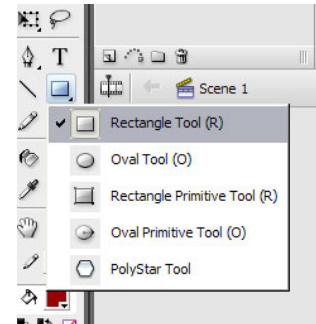 T
Scene 1
Rectangle Tool (R)
Oval Tool (O)
Rectangle Primitive Tool (R)
Oval Primitive Tool (O)
PolyStar Tool